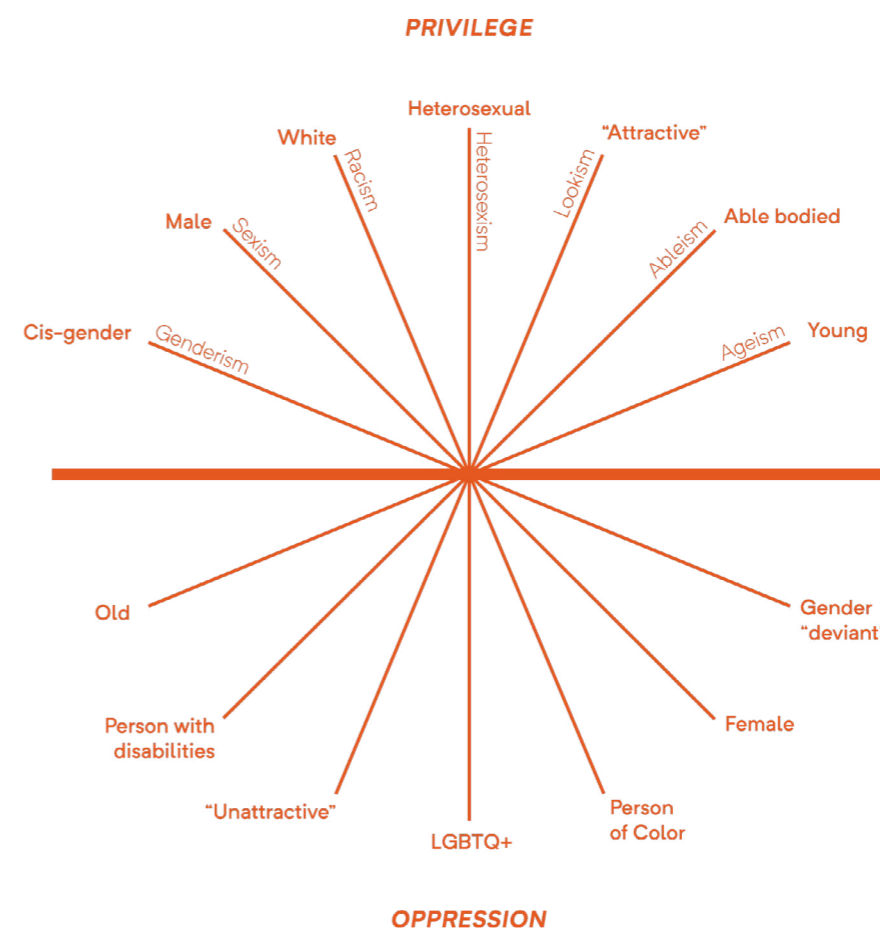 PRIVILEGE
Heterosexual
White
"Attractive"
Racism
Heterosexism
Lookism
Male
Sexism
Ableism
Able bodied
Cis-gender
Genderism
Ageism
Young
Old
Gender
"deviant"
Person with
disabilities
Female
"Unattractive"
Person
of Color
LGBTQ+
OPPRESSION